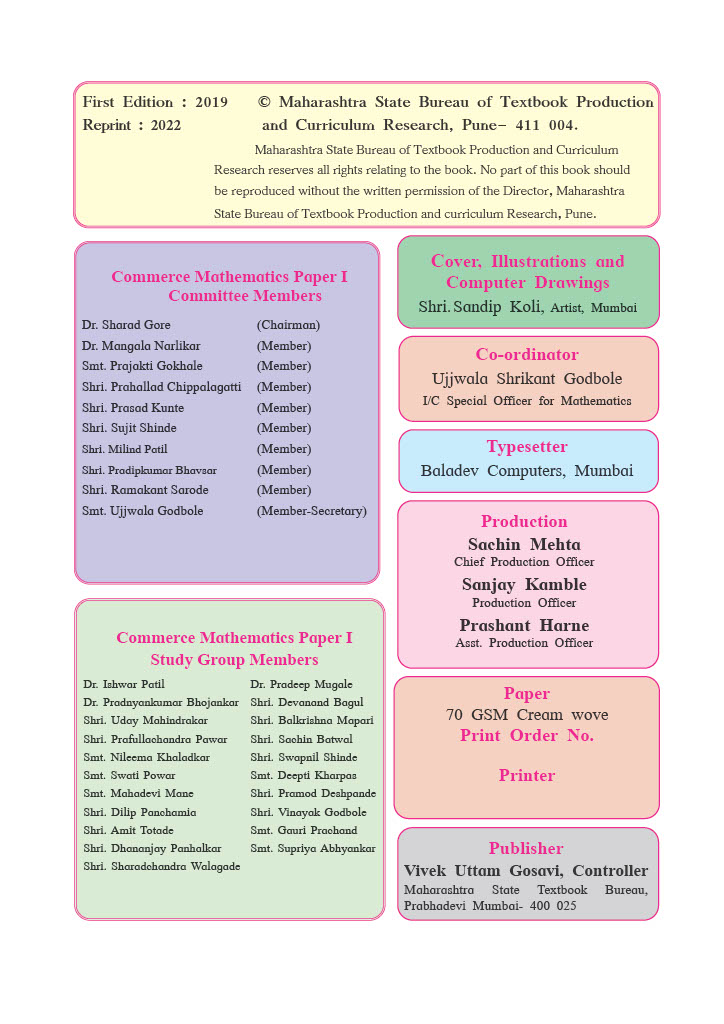 First Edition : 2019 © Maharashtra State Bureau of Textbook Production
Reprint : 2022 and Curriculum Research, Pune- 411 004.
Maharashtra State Bureau of Textbook Production and Curriculum
Research reserves all rights relating to the book. No part of this book should
be reproduced without the written permission of the Director, Maharashtra
State Bureau of Textbook Production and curriculum Research, Pune.
Commerce Mathematics Paper I
Committee Members
Dr. Sharad Gore (Chairman)
Dr. Mangala Narlikar (Member)
Smt. Prajakti Gokhale (Member)
Shri. Prahallad Chippalagatti (Member)
Shri. Prasad Kunte (Member)
Shri. Sujit Shinde (Member)
Shri. Milind Patil (Member)
Shri. Pradipkumar Bhavsar (Member)
Shri. Ramakant Sarode (Member)
Smt. Ujjwala Godbole (Member-Secretary)
Commerce Mathematics Paper I
Study Group Members
Dr. Ishwar Patil Dr. Pradeep Mugale
Dr. Pradnyankumar Bhojankar Shri. Devanand Bagul
Shri. Uday Mahindrakar Shri. Balkrishna Mapari
Shri. Prafullachandra Pawar Shri. Sachin Batwal
Smt. Nileema Khaladkar Shri. Swapnil Shinde
Smt. Swati Powar Smt. Deepti Kharpas
Smt. Mahadevi Mane Shri. Pramod Deshpande
Shri. Dilip Panchamia Shri. Vinayak Godbole
Shri. Amit Totade Smt. Gauri Prachand
Shri. Dhananjay Panhalkar Smt. Supriya Abhyankar
Shri. Sharadchandra Walagade
Cover, Illustrations and
Computer Drawings
Shri. Sandip Koli, Artist, Mumbai
Co-ordinator
Ujjwala Shrikant Godbole
I/C Special Officer for Mathematics
Typesetter
Baladev Computers, Mumbai
Production
Sachin Mehta
Chief Production Officer
Sanjay Kamble
Production Officer
Prashant Harne
Asst. Production Officer
Paper
70 GSM Cream wove
Print Order No.
Printer
Publisher
Vivek Uttam Gosavi, Controller
Maharashtra State Textbook Bureau,
Prabhadevi Mumbai- 400 025